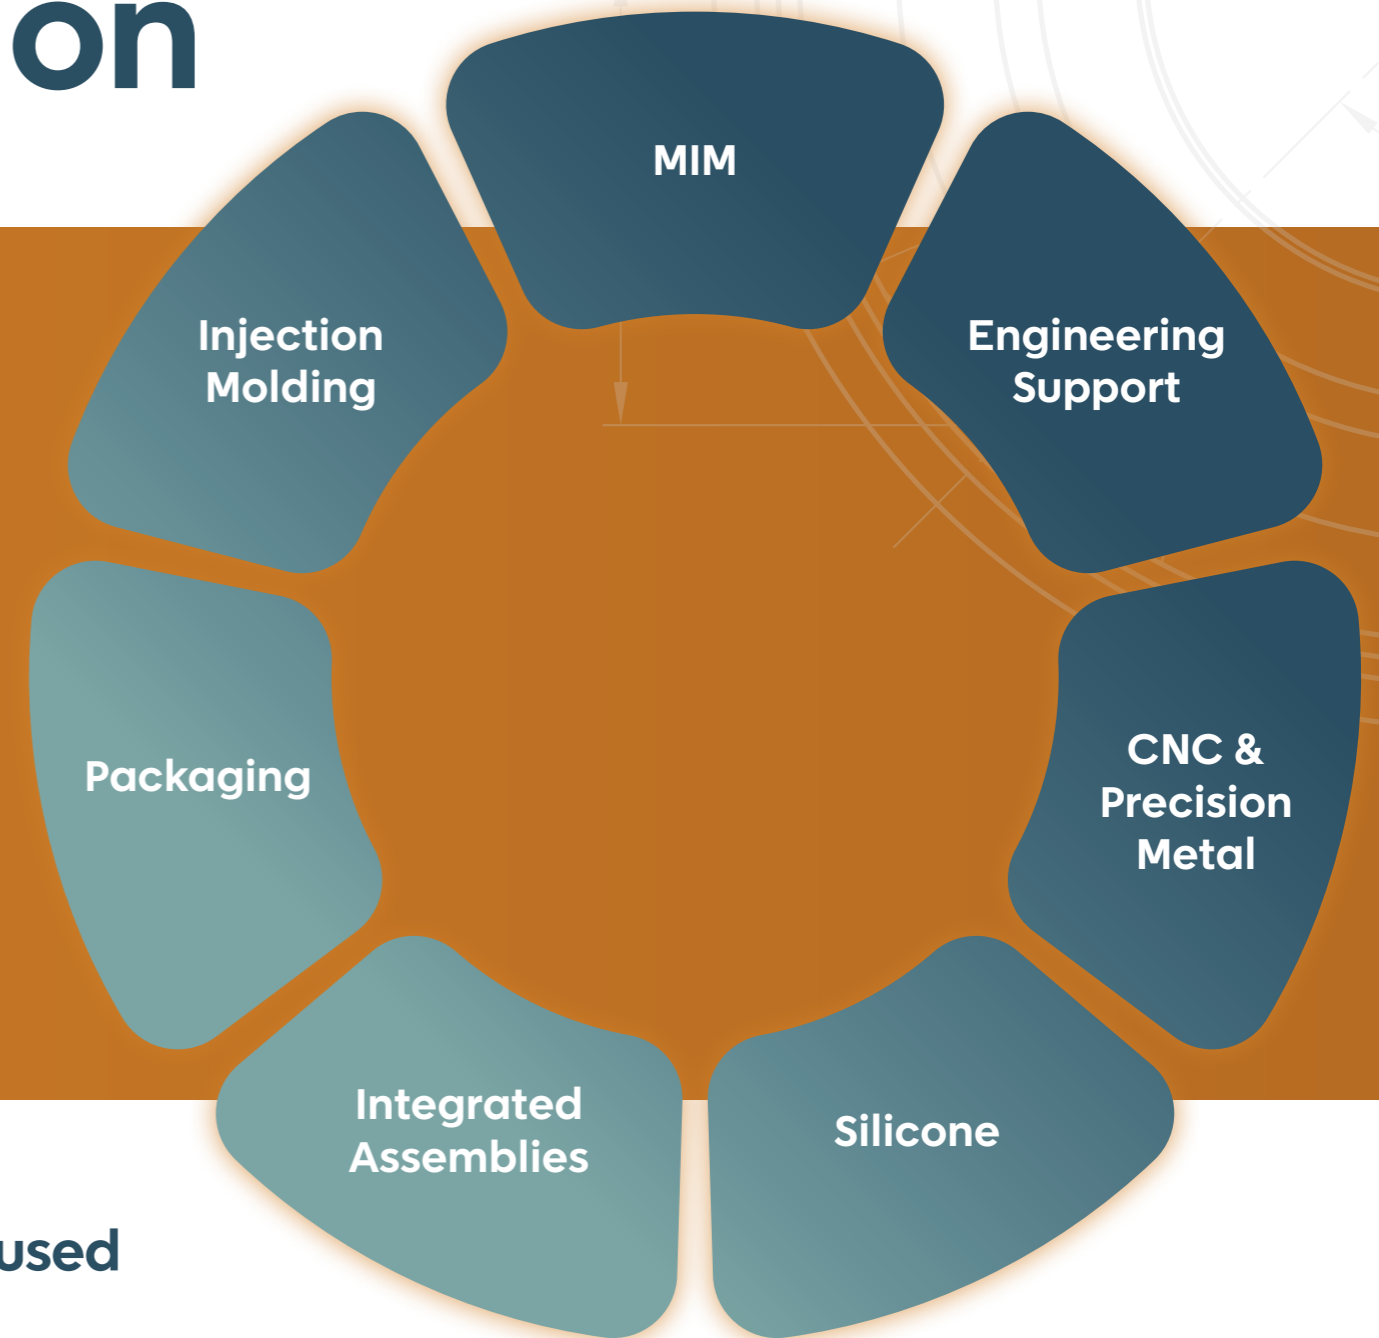 on
MIM
Engineering
Support
CNC &
Precision
Metal
Silicone
Integrated
Assemblies
Packaging
Injection
Molding
used